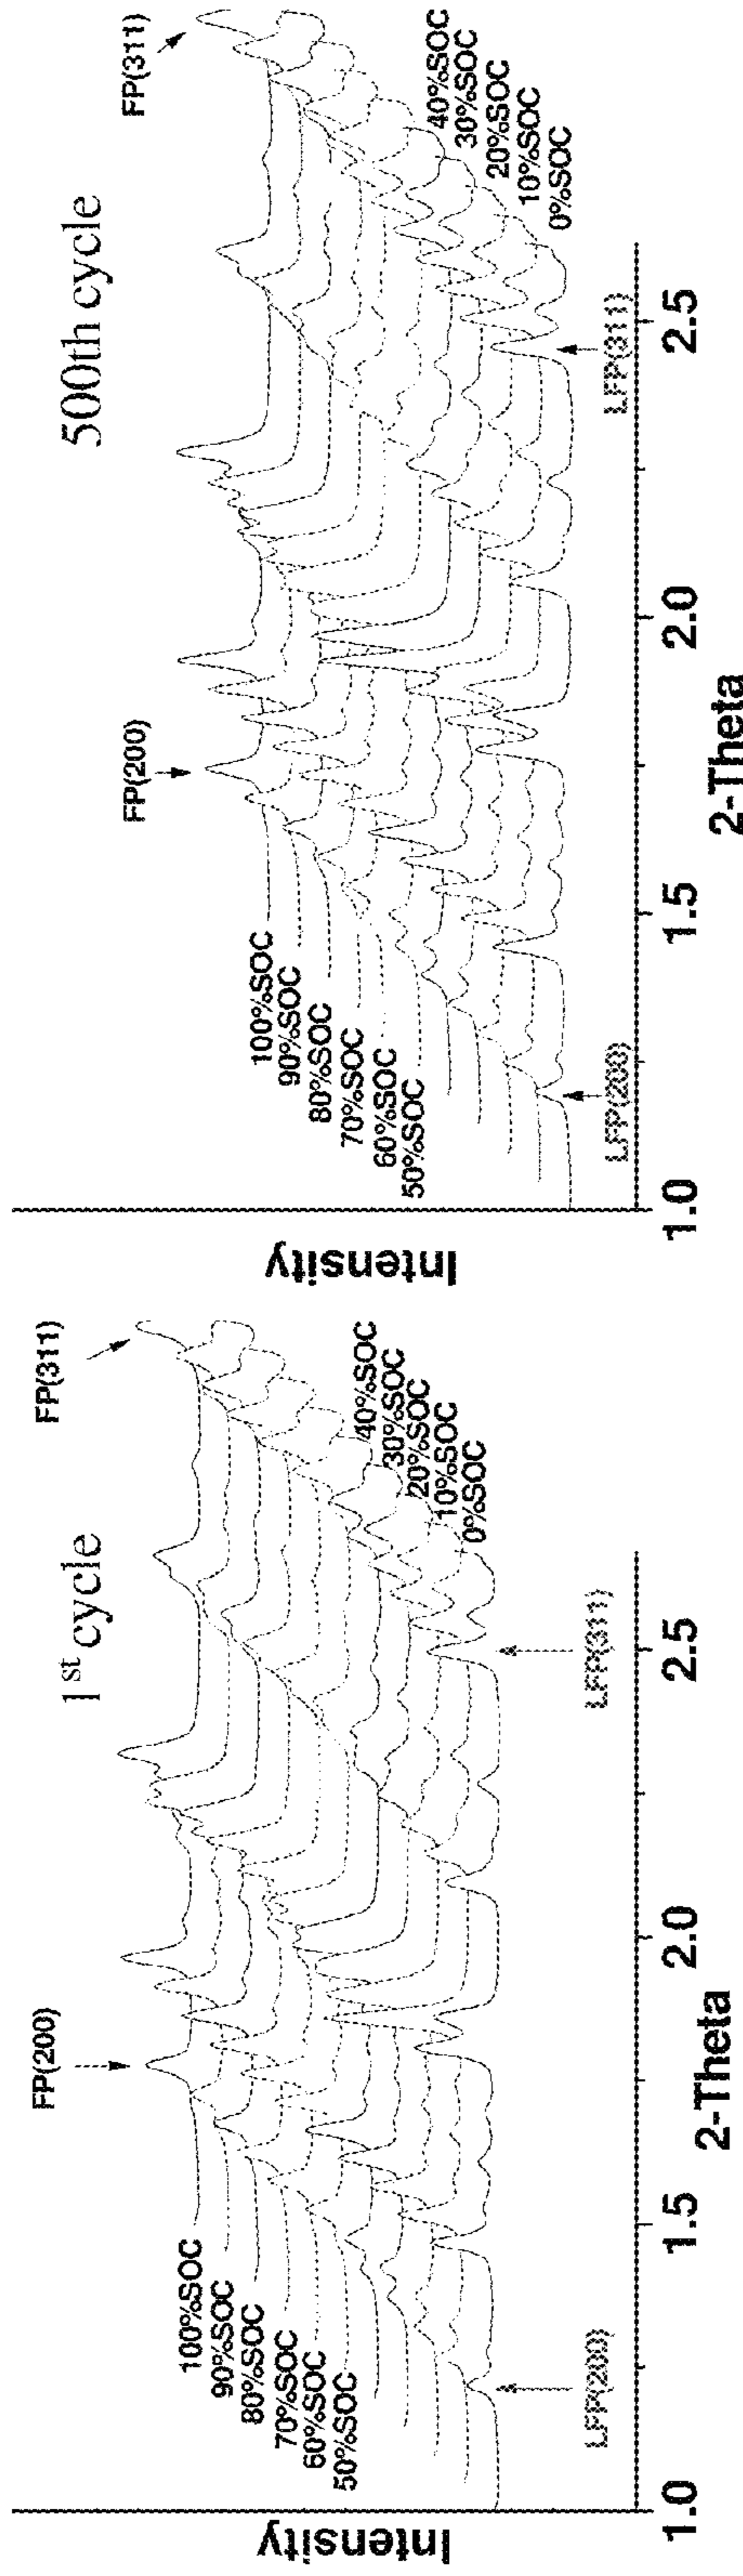 1st cycle
FP(200)
FP(311)
100%SOC
90%SOC
80%SOC
70%SOC
60%SOC
50%SOC
40%SOC
30%SOC
20%SOC
10%SOC
0%SOC
LFP(200)
LFP(311)
Intensity
1.0
1.5
2.0
2.5
2-Theta
500th cycle
FP(200)
FP(311)
100%SOC
90%SOC
80%SOC
70%SOC
60%SOC
50%SOC
40%SOC
30%SOC
20%SOC
10%SOC
0%SOC
LFP(200)
LFP(311)
Intensity
1.0
1.5
2.0
2.5
2-Theta